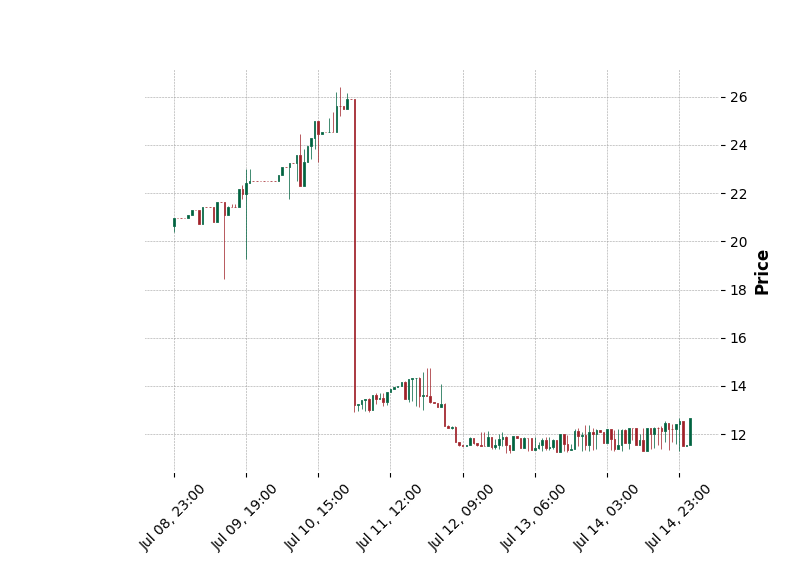 26
24
22
20
18
16
14
12
Price
Jul 08, 23:00
Jul 09, 19:00
Jul 10, 15:00
Jul 11, 12:00
Jul 12, 09:00
Jul 13, 06:00
Jul 14, 03:00
Jul 14, 23:00